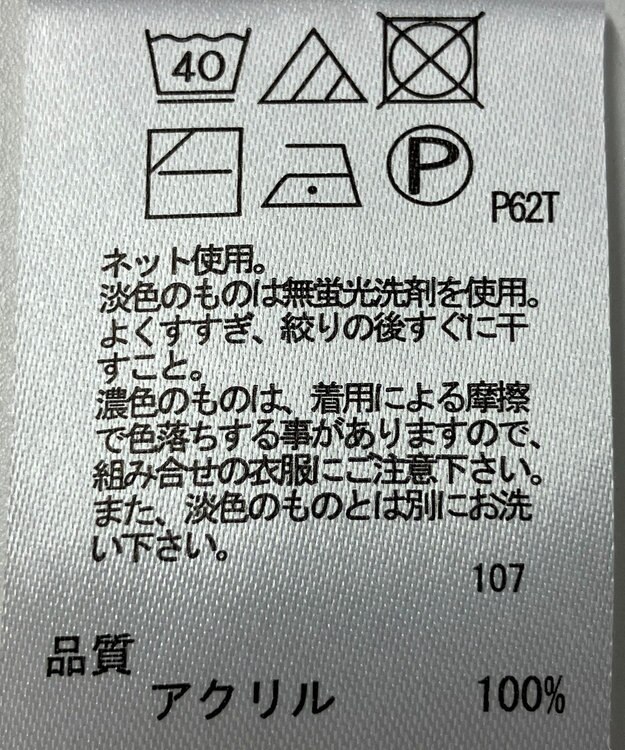 40
P
P62T
ネット使用。
淡色のものは無蛍光洗剤を使用。
よくすすぎ、絞りの後すぐに干
すこと。
濃色のものは、着用による摩擦
で色落ちする事がありますので、
組み合せの衣服にご注意下さい。
また、淡色のものとは別にお洗
い下さい。
107
品質
アクリル 100%